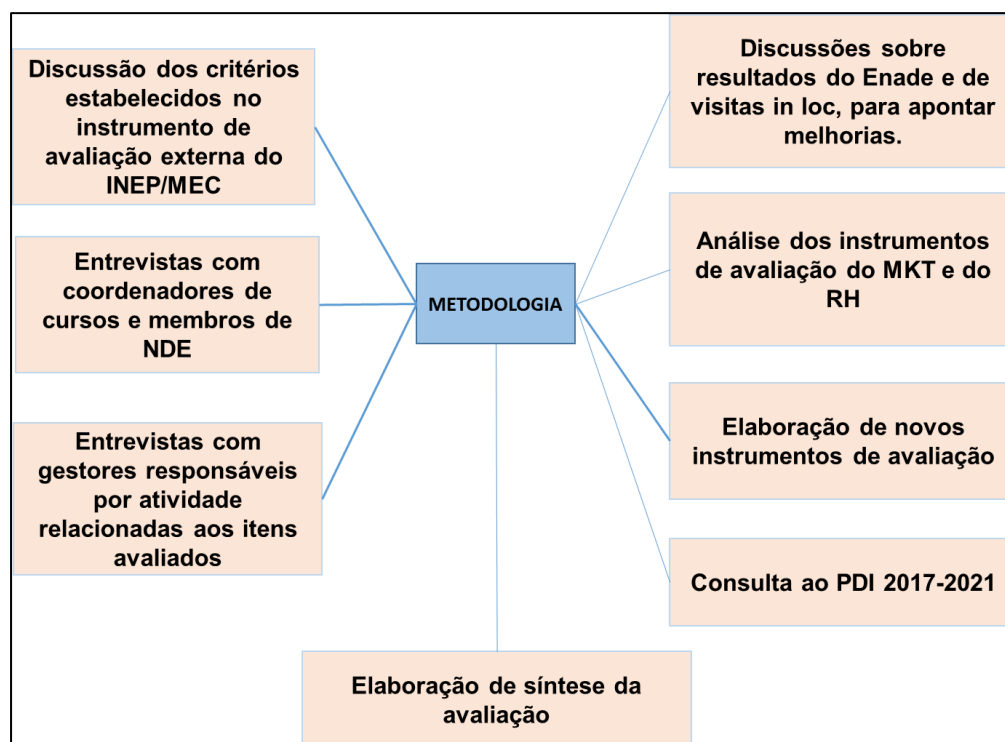 Discussão dos critérios
estabelecidos no
instrumento de
avaliação externa do
INEP/MEC
Entrevistas com
coordenadores de
cursos e membros de
NDE
Entrevistas com
gestores responsáveis
por atividade
relacionadas aos itens
avaliados
METODOLOGIA
Discussões sobre
resultados do Enade e de
visitas in loc, para apontar
melhorias.
Análise dos instrumentos
de avaliação do MKT e do
RH
Elaboração de novos
instrumentos de avaliação
Consulta ao PDI 2017-2021
Elaboração de síntese da
avaliação